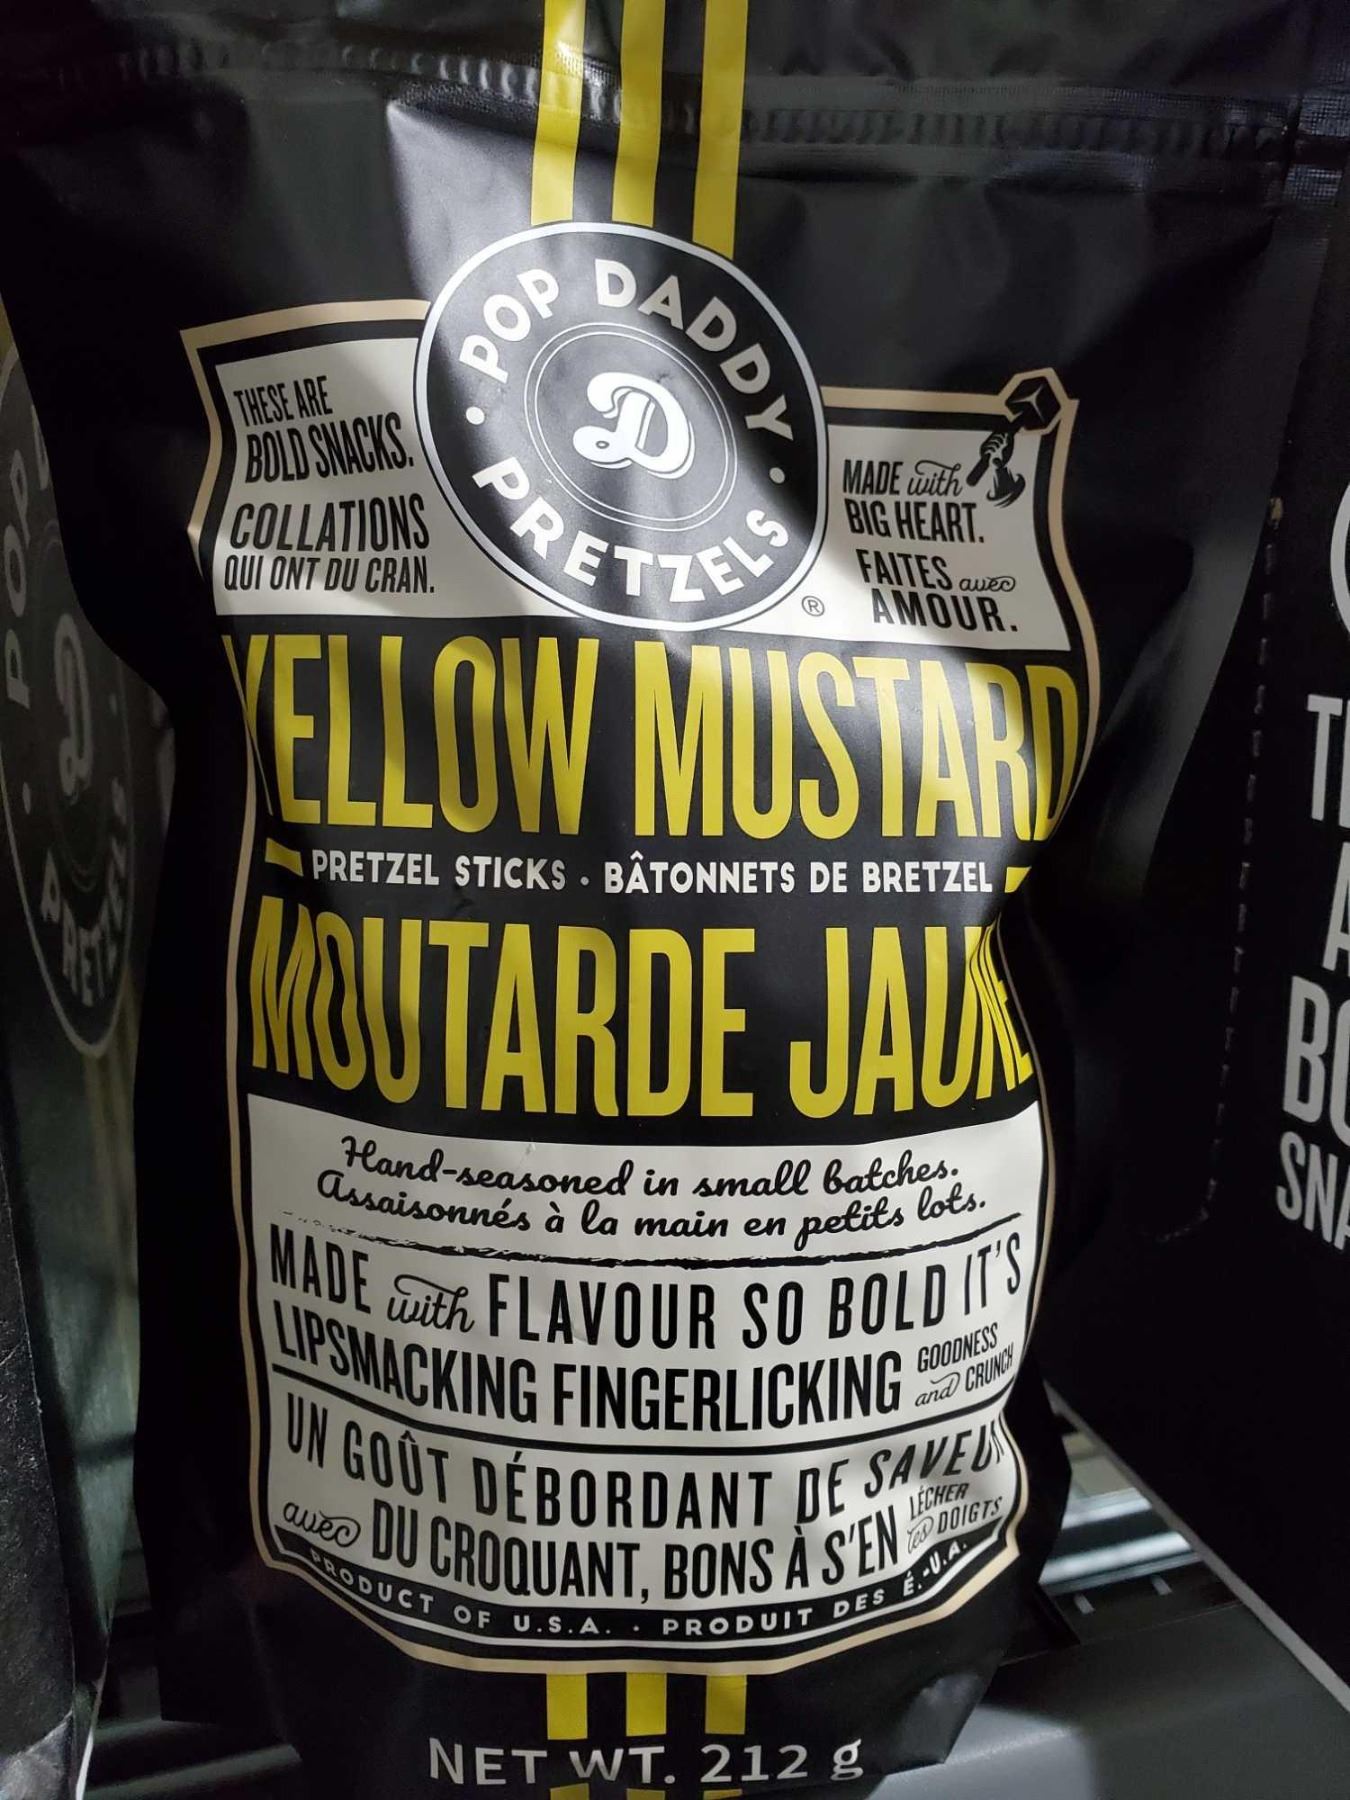 POP DADDY
D
PRETZELS
®
THESE ARE
BOLD SNACKS.
COLLATIONS
QUI ONT DU CRAN.
MADE with
BIG HEART.
FAITES avec
AMOUR.
YELLOW MUSTARD
PRETZEL STICKS • BÂTONNETS DE BRETZEL
MOUTARDE JAUNE
Hand-seasoned in small batches.
Assaisonnés à la main en petits lots.
MADE with FLAVOUR SO BOLD IT'S
LIPSMACKING FINGERLICKING GOODNESS and CRUNCH
UN GOÛT DÉBORDANT DE SAVEUR
avec DU CROQUANT, BONS À S'EN LÉCHER les DOIGTS
PRODUCT OF U.S.A. • PRODUIT DES É.-U.A.
NET WT. 212 g
POP
D
PRETZELS